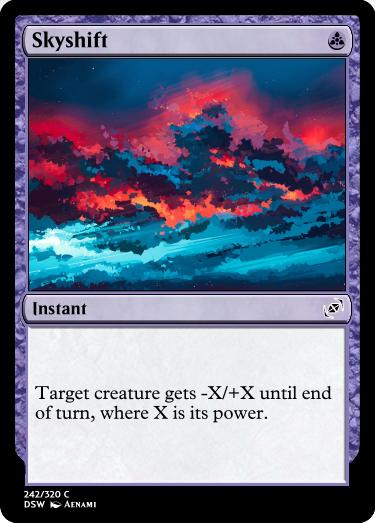 Skyshift
Instant
Target creature gets -X/+X until end
of turn, where X is its power.
242/320 C
DSW AENAMI